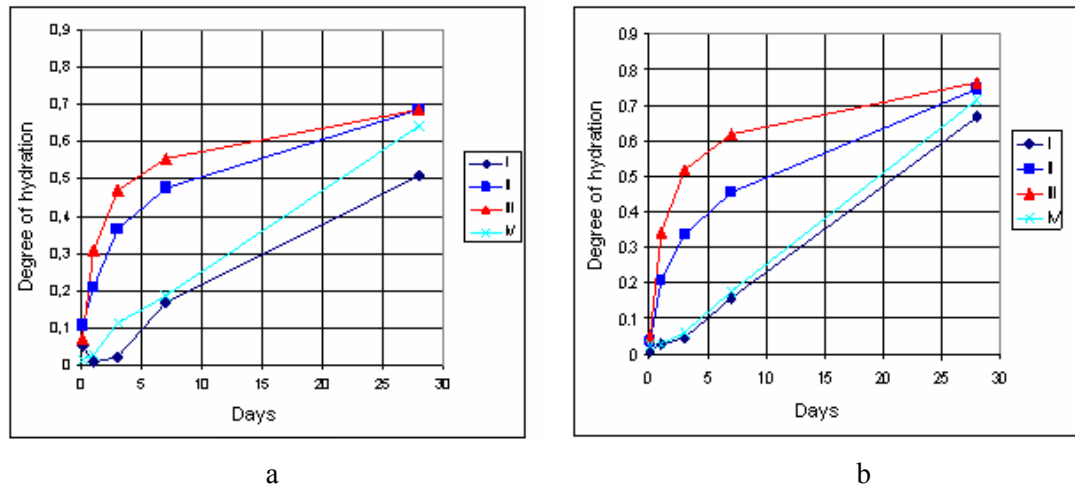 0,9
0,8
0,7
0,6
0,5
0,4
0,3
0,2
0,1
0
0 5 10 15 20 25 30
Degree of hydration
Days
I
II
III
IV
a
0.9
0.8
0.7
0.6
0.5
0.4
0.3
0.2
0.1
0
0 5 10 15 20 25 30
Degree of hydration
Days
I
II
III
IV
b